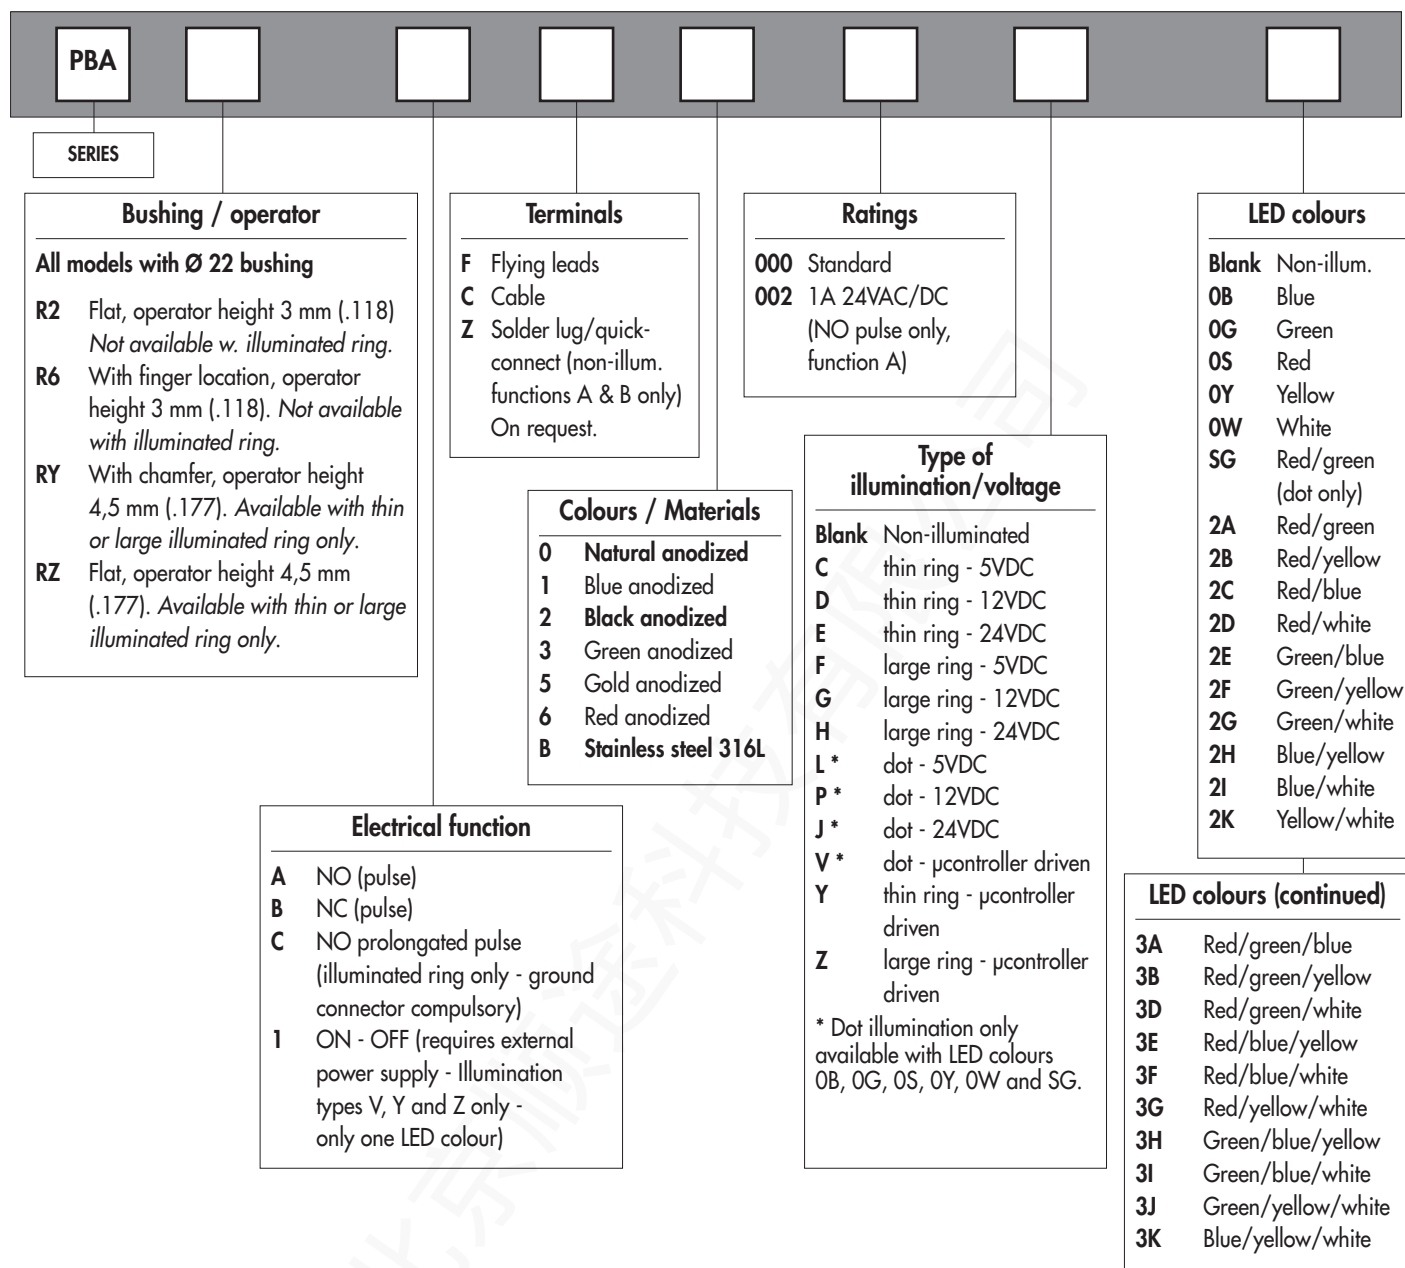 PBA
SERIES
Bushing / operator
All models with Ø 22 bushing
R2 Flat, operator height 3 mm (.118)
Not available w. illuminated ring.
R6 With finger location, operator
height 3 mm (.118). Not available
with illuminated ring.
RY With chamfer, operator height
4,5 mm (.177). Available with thin
or large illuminated ring only.
RZ Flat, operator height 4,5 mm
(.177). Available with thin or large
illuminated ring only.
Electrical function
A NO (pulse)
B NC (pulse)
C NO prolongated pulse
(illuminated ring only - ground
connector compulsory)
1 ON - OFF (requires external
power supply - Illumination
types V, Y and Z only -
only one LED colour)
Terminals
F Flying leads
C Cable
Z Solder lug/quick-
connect (non-illum.
functions A & B only)
On request.
Colours / Materials
0 Natural anodized
1 Blue anodized
2 Black anodized
3 Green anodized
5 Gold anodized
6 Red anodized
B Stainless steel 316L
Ratings
000 Standard
002 1A 24VAC/DC
(NO pulse only,
function A)
Type of
illumination/voltage
Blank Non-illuminated
C thin ring - 5VDC
D thin ring - 12VDC
E thin ring - 24VDC
F large ring - 5VDC
G large ring - 12VDC
H large ring - 24VDC
L * dot - 5VDC
P * dot - 12VDC
J * dot - 24VDC
V * dot - µcontroller driven
Y thin ring - µcontroller
driven
Z large ring - µcontroller
driven
* Dot illumination only
available with LED colours
0B, 0G, 0S, 0Y, 0W and SG.
LED colours
Blank Non-illum.
0B Blue
0G Green
0S Red
0Y Yellow
0W White
SG Red/green
(dot only)
2A Red/green
2B Red/yellow
2C Red/blue
2D Red/white
2E Green/blue
2F Green/yellow
2G Green/white
2H Blue/yellow
2I Blue/white
2K Yellow/white
LED colours (continued)
3A Red/green/blue
3B Red/green/yellow
3D Red/green/white
3E Red/blue/yellow
3F Red/blue/white
3G Red/yellow/white
3H Green/blue/yellow
3I Green/blue/white
3J Green/yellow/white
3K Blue/yellow/white
北京顺途科技有限公司